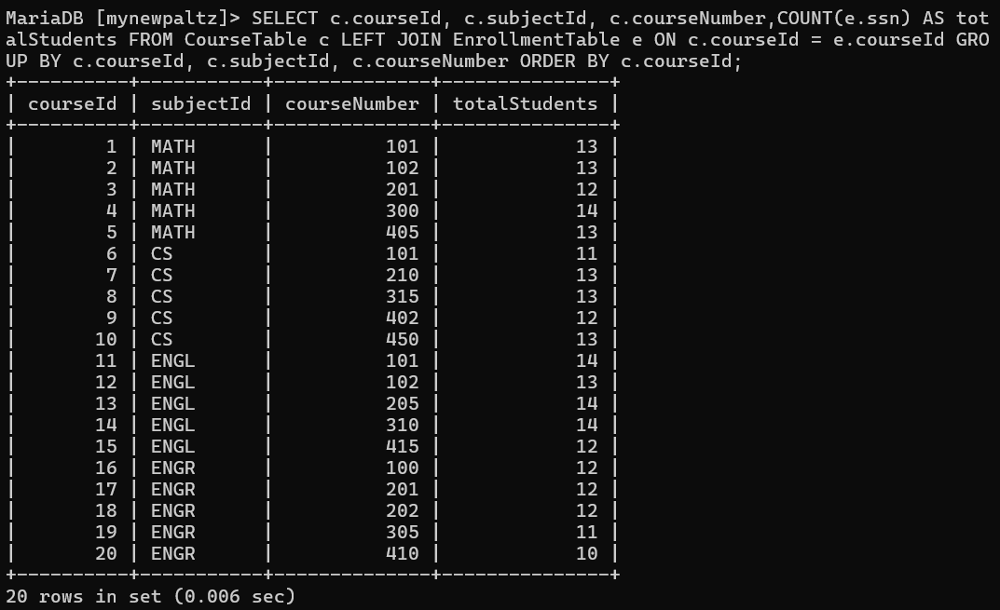 MariaDB [mynewpaltz]> SELECT c.courseId, c.subjectId, c.courseNumber,COUNT(e.ssn) AS tot
alStudents FROM CourseTable c LEFT JOIN EnrollmentTable e ON c.courseId = e.courseId GRO
UP BY c.courseId, c.subjectId, c.courseNumber ORDER BY c.courseId;
+----------+-----------+--------------+---------------+
| courseId | subjectId | courseNumber | totalStudents |
+----------+-----------+--------------+---------------+
|        1 | MATH      |          101 |            13 |
|        2 | MATH      |          102 |            13 |
|        3 | MATH      |          201 |            12 |
|        4 | MATH      |          300 |            14 |
|        5 | MATH      |          405 |            13 |
|        6 | CS        |          101 |            11 |
|        7 | CS        |          210 |            13 |
|        8 | CS        |          315 |            13 |
|        9 | CS        |          402 |            12 |
|       10 | CS        |          450 |            13 |
|       11 | ENGL      |          101 |            14 |
|       12 | ENGL      |          102 |            13 |
|       13 | ENGL      |          205 |            14 |
|       14 | ENGL      |          310 |            14 |
|       15 | ENGL      |          415 |            12 |
|       16 | ENGR      |          100 |            12 |
|       17 | ENGR      |          201 |            12 |
|       18 | ENGR      |          202 |            12 |
|       19 | ENGR      |          305 |            11 |
|       20 | ENGR      |          410 |            10 |
+----------+-----------+--------------+---------------+
20 rows in set (0.006 sec)